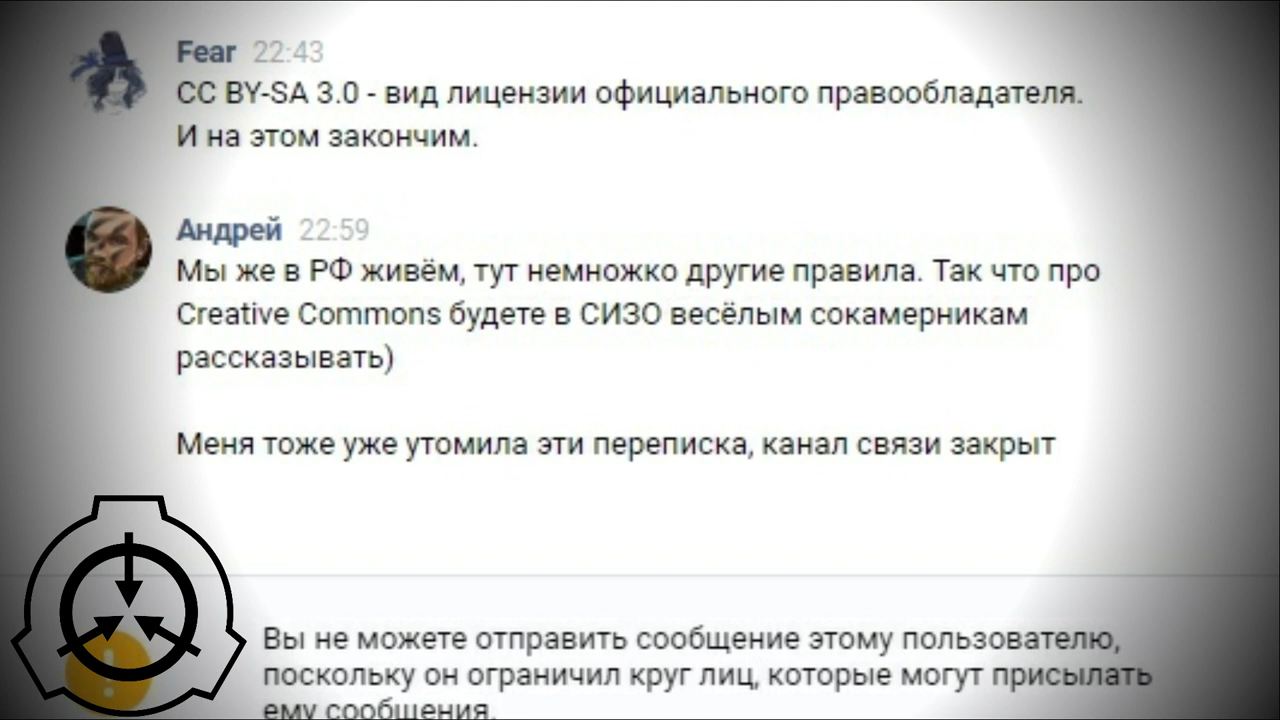 Fear 22:43
CC BY-SA 3.0 - вид лицензии официального правообладателя.
И на этом закончим.
Андрей 22:59
Мы же в РФ живём, тут немножко другие правила. Так что про
Creative Commons будете в СИЗО весёлым сокамерникам
рассказывать)
Меня тоже уже утомила эти переписка, канал связи закрыт
Вы не можете отправить сообщение этому пользователю,
поскольку он ограничил круг лиц, которые могут присылать
ему сообщения.